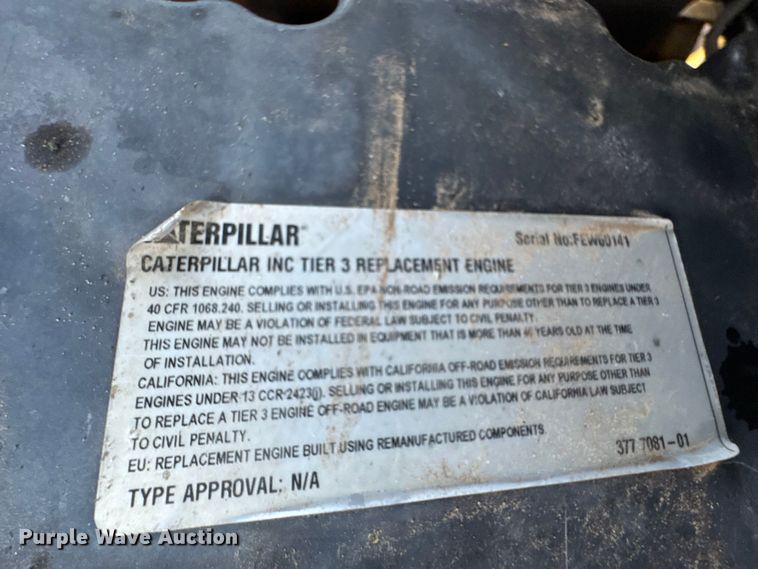 CATERPILLAR Serial No:FEW00141
CATERPILLAR INC TIER 3 REPLACEMENT ENGINE
US: THIS ENGINE COMPLIES WITH U.S. EPA NON-ROAD EMISSION REQUIREMENTS FOR TIER 3 ENGINES UNDER
40 CFR 1068.240. SELLING OR INSTALLING THIS ENGINE FOR ANY PURPOSE OTHER THAN TO REPLACE A TIER 3
ENGINE MAY BE A VIOLATION OF FEDERAL LAW SUBJECT TO CIVIL PENALTY.
THIS ENGINE MAY NOT BE INSTALLED IN EQUIPMENT THAT IS MORE THAN 40 YEARS OLD AT THE TIME
OF INSTALLATION.
CALIFORNIA: THIS ENGINE COMPLIES WITH CALIFORNIA OFF-ROAD EMISSION REQUIREMENTS FOR TIER 3
ENGINES UNDER 13 CCR 2423(j). SELLING OR INSTALLING THIS ENGINE FOR ANY PURPOSE OTHER THAN
TO REPLACE A TIER 3 ENGINE OFF-ROAD ENGINE MAY BE A VIOLATION OF CALIFORNIA LAW SUBJECT
TO CIVIL PENALTY.
EU: REPLACEMENT ENGINE BUILT USING REMANUFACTURED COMPONENTS.
377 7081-01
TYPE APPROVAL: N/A
Purple Wave Auction